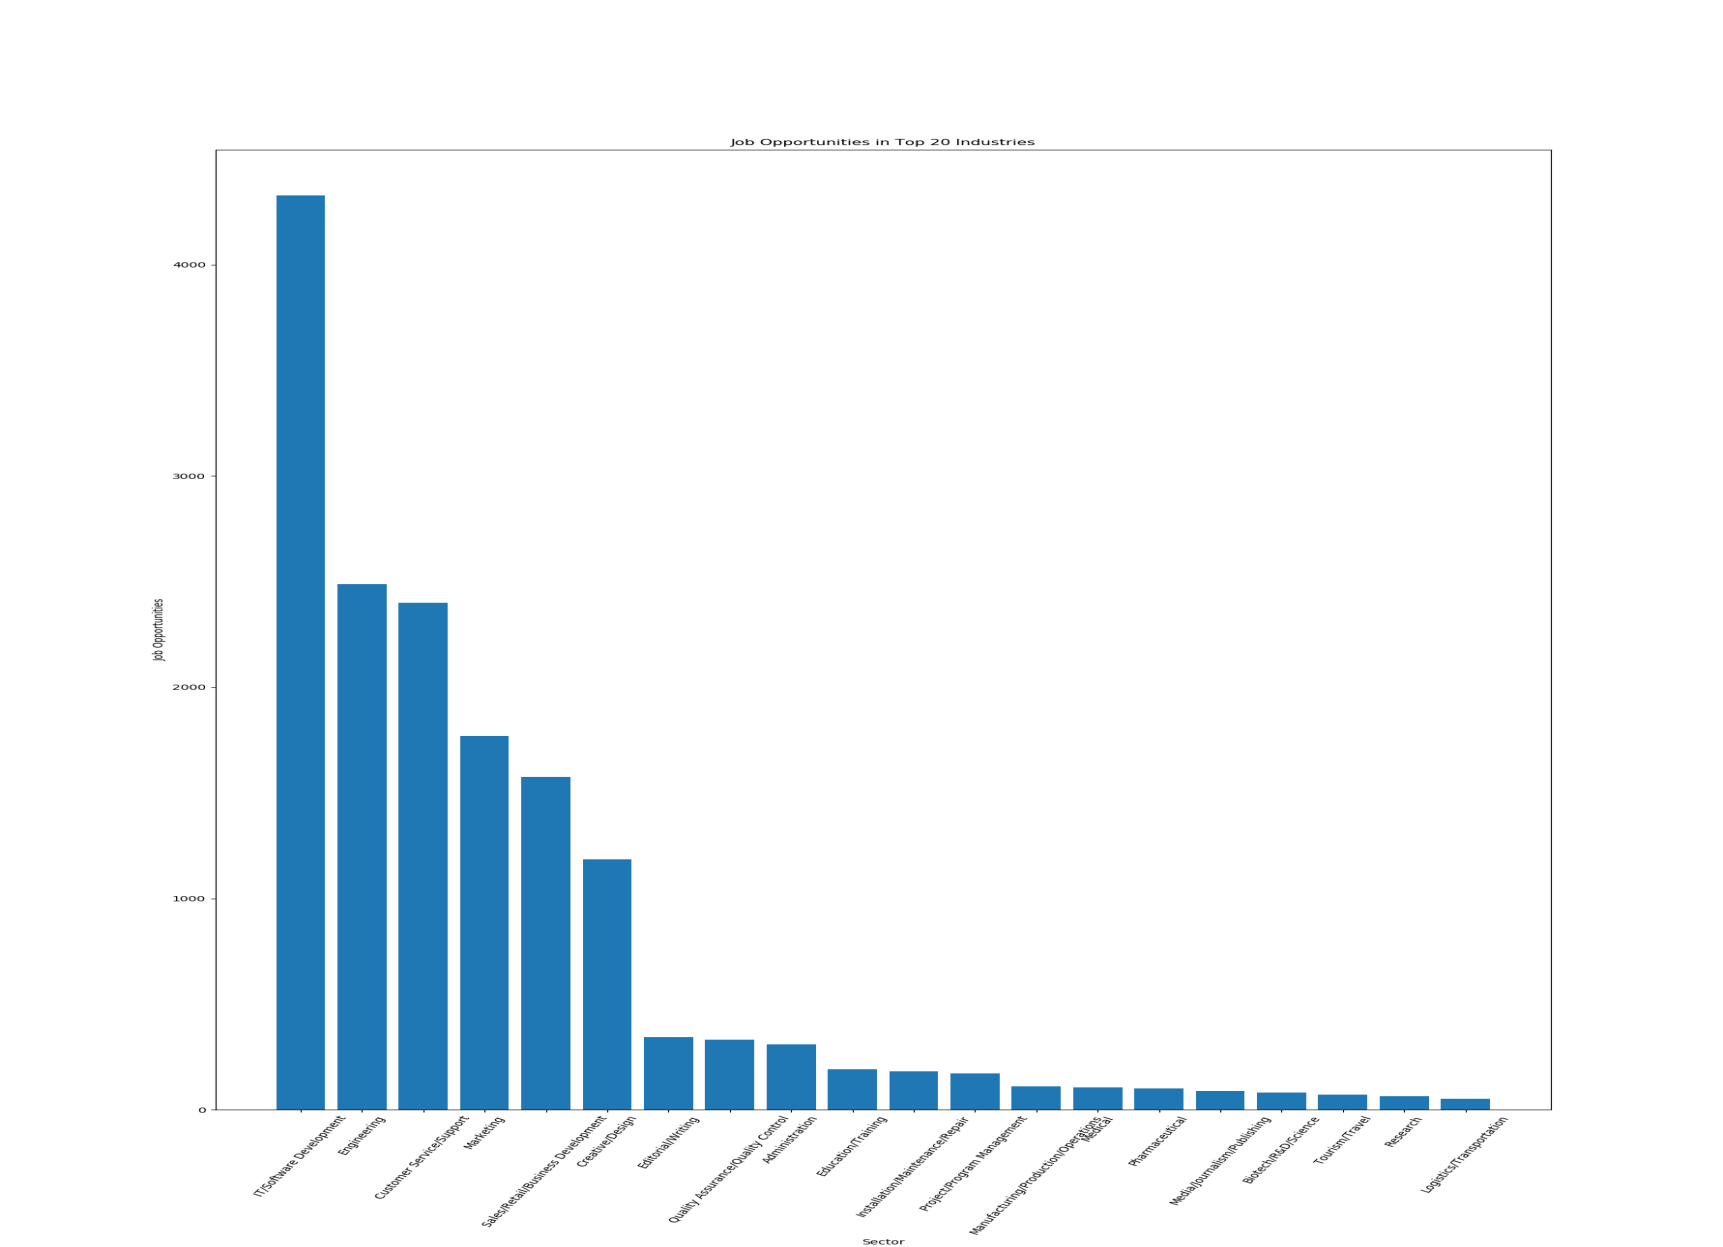 Job Opportunities in Top 20 Industries
Job Opportunities
4000
3000
2000
1000
0
IT/Software Development
Engineering
Customer Service/Support
Marketing
Sales/Retail/Business Development
Creative/Design
Editorial/Writing
Quality Assurance/Quality Control
Administration
Education/Training
Installation/Maintenance/Repair
Project/Program Management
Manufacturing/Production/Operations
Medical
Pharmaceutical
Media/Journalism/Publishing
Biotech/R&D/Science
Tourism/Travel
Research
Logistics/Transportation
Sector